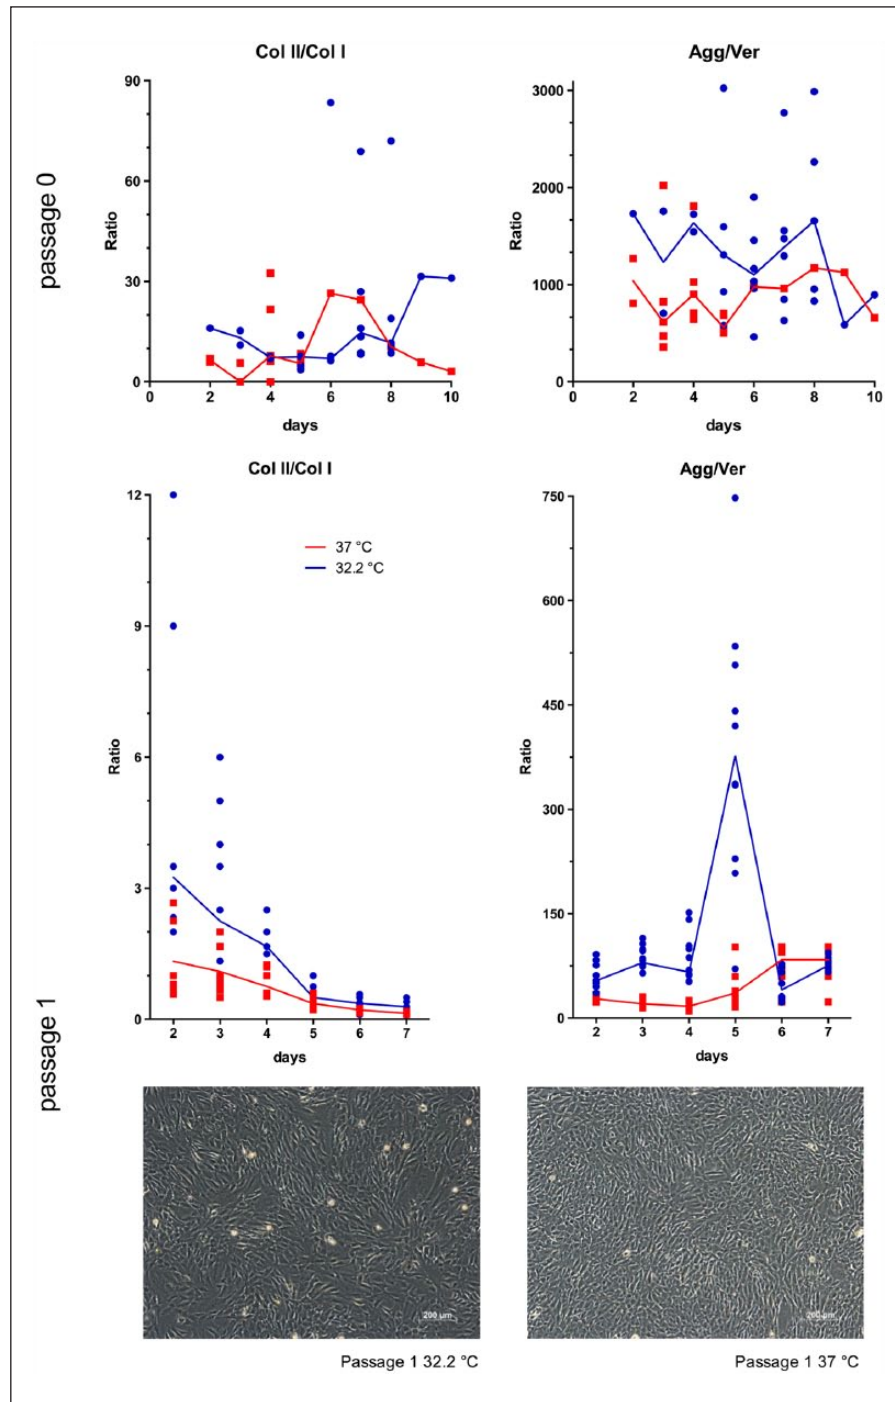 Col II/Col I
Agg/Ver
passage 0
Ratio
90
60
30
0
0
2
4
6
8
10
days
Ratio
3000
2000
1000
0
0
2
4
6
8
10
days
Col II/Col I
Agg/Ver
passage 1
Ratio
12
9
6
3
0
37 °C
32.2 °C
2
3
4
5
6
7
days
Ratio
750
600
450
300
150
0
2
3
4
5
6
7
days
200 µm
200 µm
Passage 1 32.2 °C
Passage 1 37 °C